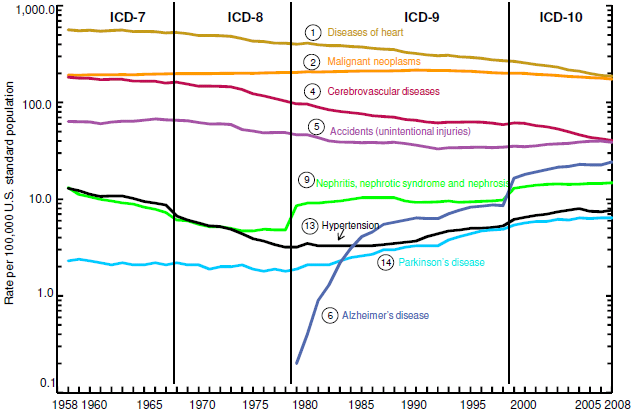 1,000.0
ICD-7 ICD-8 ICD-9 ICD-10
1 Diseases of heart
2 Malignant neoplasms
4 Cerebrovascular diseases
100.0
5 Accidents (unintentional injuries)
9 Nephritis, nephrotic syndrome and nephrosis
10.0
13 Hypertension
14 Parkinson's disease
1.0
6 Alzheimer's disease
0.1
Rate per 100,000 U.S. standard population
1958 1960 1965 1970 1975 1980 1985 1990 1995 2000 2005 2008